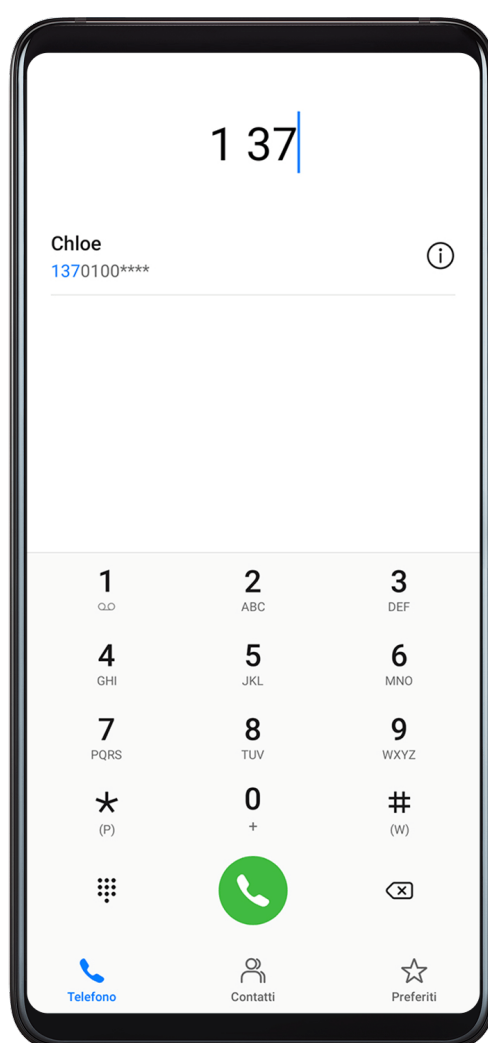 1 37
Chloe
1370100****
1 2 3
ABC DEF
4 5 6
GHI JKL MNO
7 8 9
PQRS TUV WXYZ
* 0 #
(P) + (W)
Telefono Contatti Preferiti